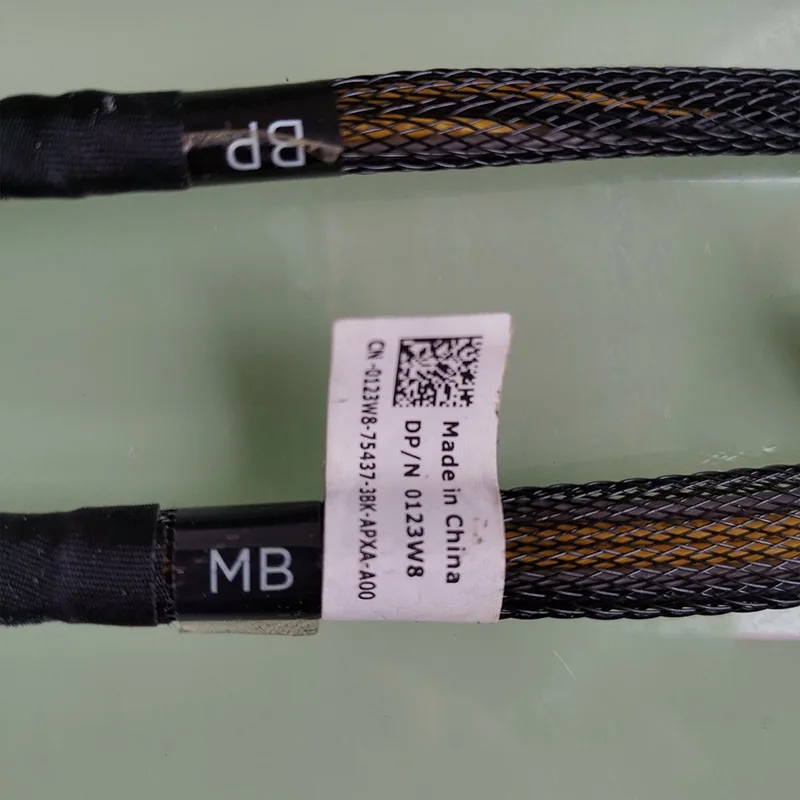 BP
Made in China
DP/N 0123W8
CN-0123W8-75437-3BK-APXA-A00
MB